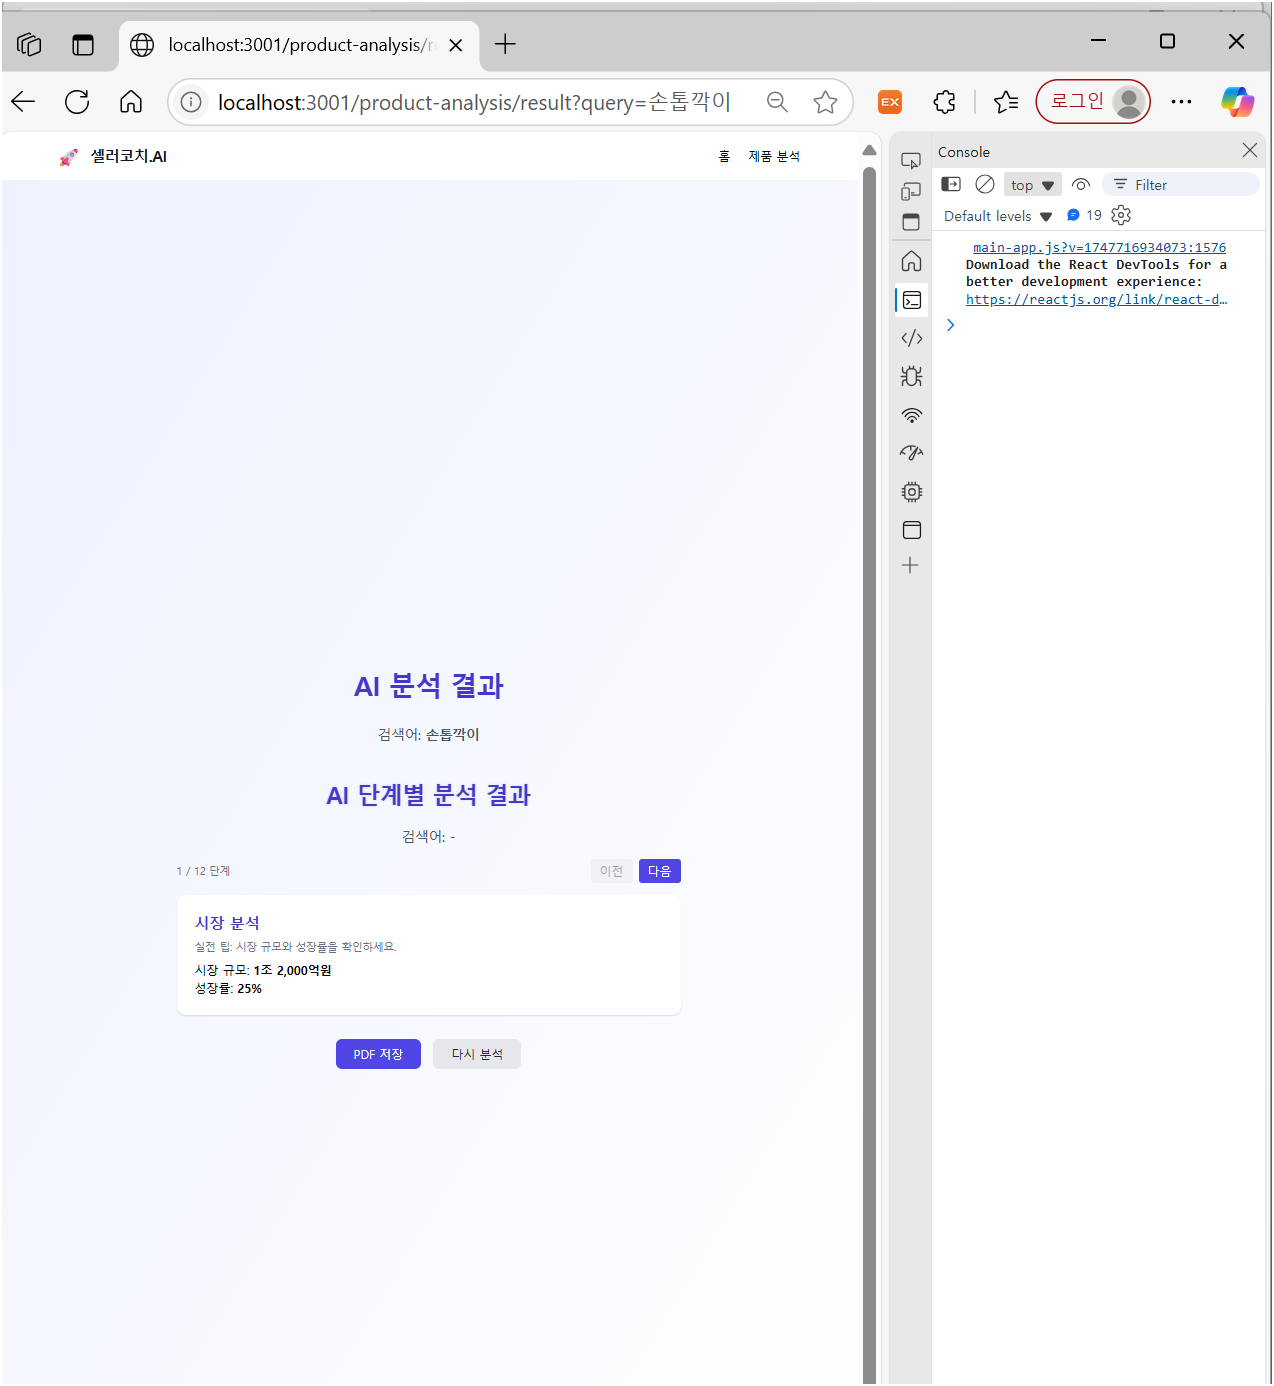 localhost:3001/product-analysis/r
localhost:3001/product-analysis/result?query=손톱깍이
EX
로그인
🚀 셀러코치.AI
홈
제품 분석
AI 분석 결과
검색어: 손톱깍이
AI 단계별 분석 결과
검색어: -
1 / 12 단계
이전
다음
시장 분석
실전 팁: 시장 규모와 성장률을 확인하세요.
시장 규모: 1조 2,000억원
성장률: 25%
PDF 저장
다시 분석
Console
top
Filter
Default levels
19
main-app.js?v=1747716934073:1576
Download the React DevTools for a
better development experience:
https://reactjs.org/link/react-d…